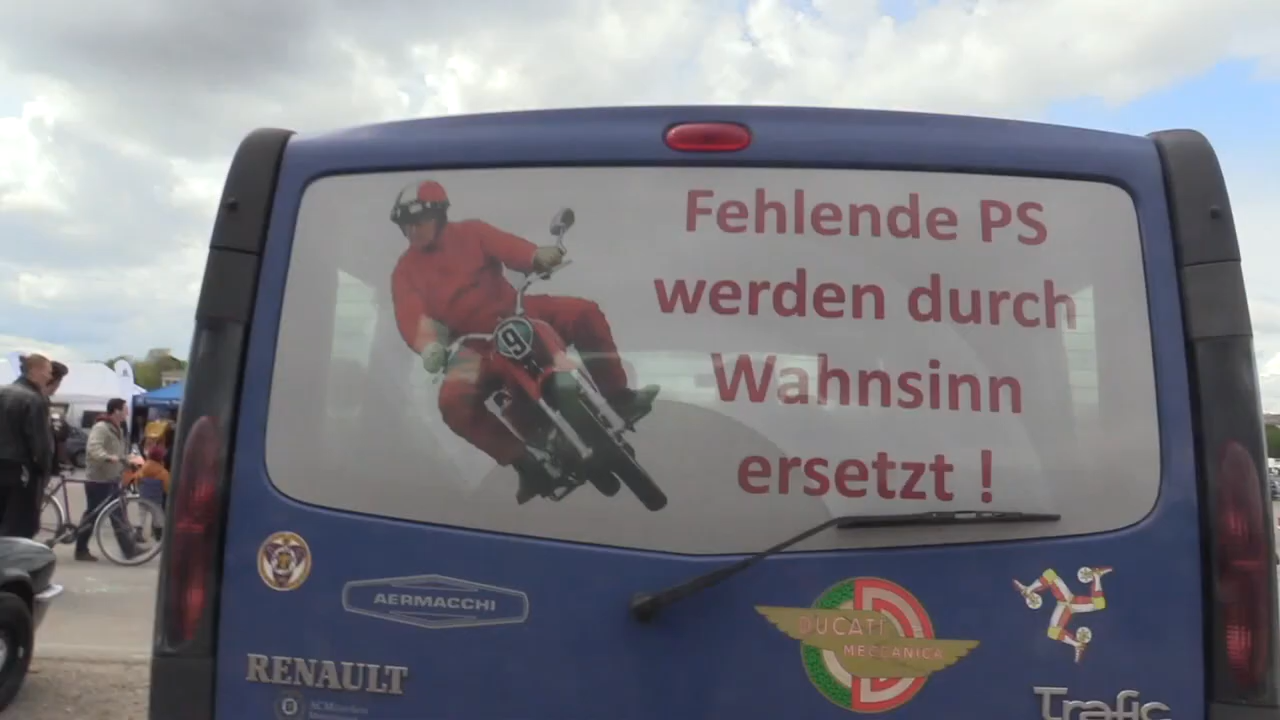 Fehlende PS
werden durch
Wahnsinn
ersetzt !
9
AERMACCHI
DUCATI
MECCANICA
RENAULT
Trafic